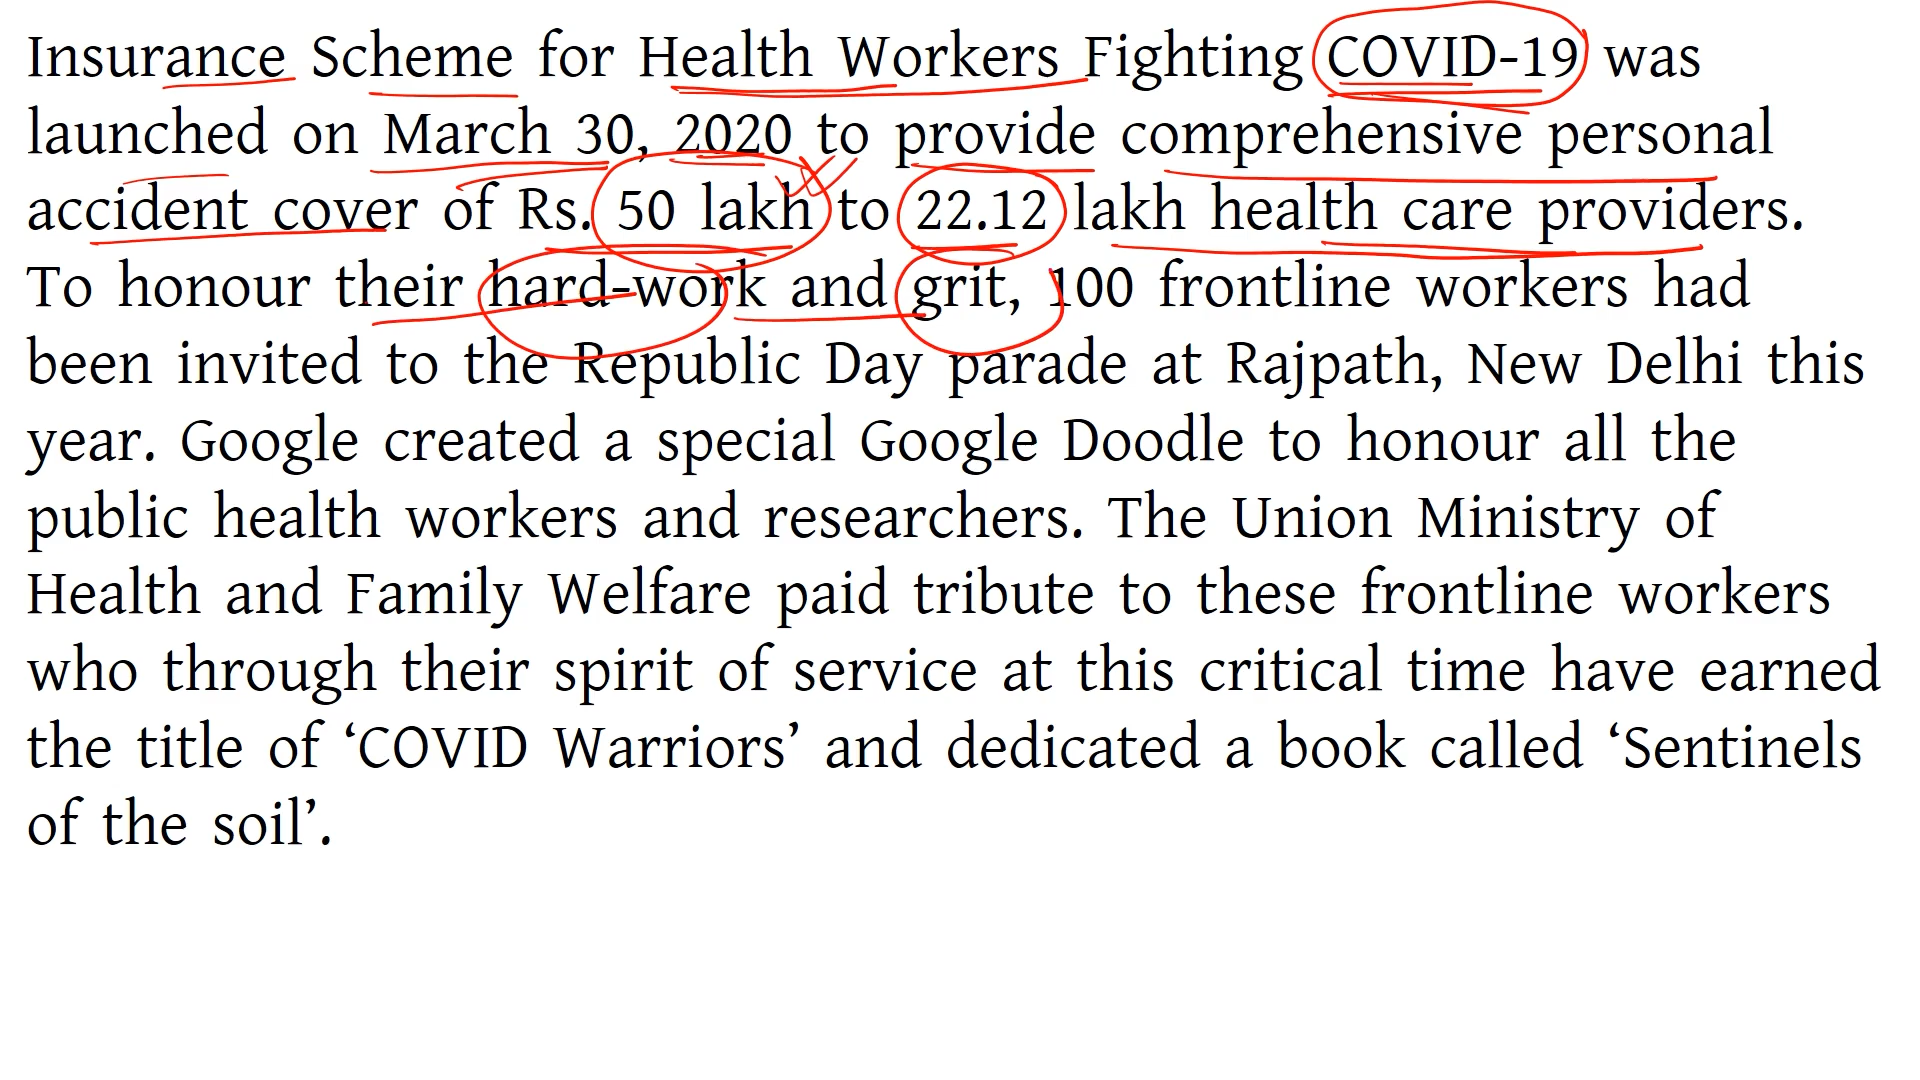 Insurance Scheme for Health Workers Fighting COVID-19 was
launched on March 30, 2020 to provide comprehensive personal
accident cover of Rs. 50 lakh to 22.12 lakh health care providers.
To honour their hard-work and grit, 100 frontline workers had
been invited to the Republic Day parade at Rajpath, New Delhi this
year. Google created a special Google Doodle to honour all the
public health workers and researchers. The Union Ministry of
Health and Family Welfare paid tribute to these frontline workers
who through their spirit of service at this critical time have earned
the title of ‘COVID Warriors’ and dedicated a book called ‘Sentinels
of the soil’.